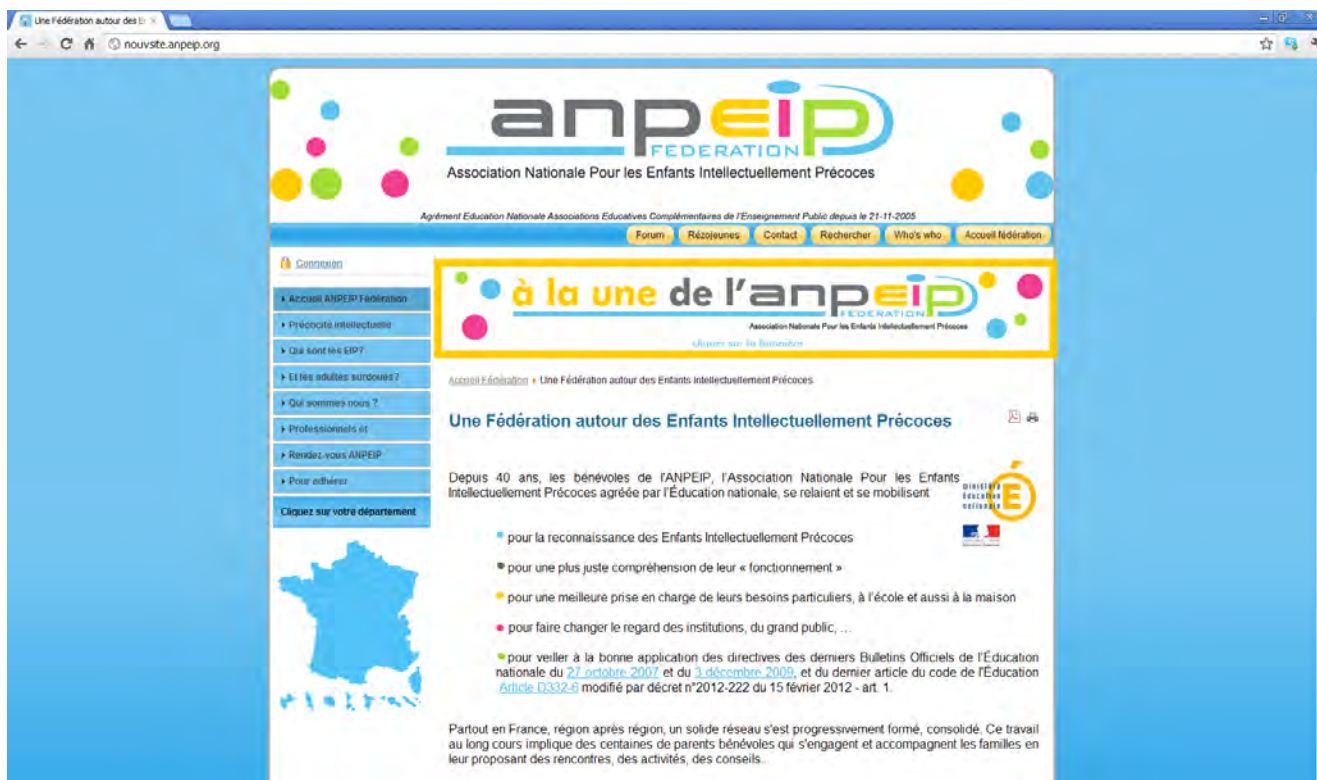 Une Fédération autour des E
nouvsite.anpeip.org
anpeip
FEDERATION
Association Nationale Pour les Enfants Intellectuellement Précoces
Agrément Education Nationale Associations Educatives Complémentaires de l'Enseignement Public depuis le 21-11-2005
Forum Rézojeunes Contact Rechercher Who's who Accueil fédération
Connexion
Accueil ANPEIP Fédération
Précocité intellectuelle
Qui sont les EIP?
Et les adultes surdoués ?
Qui sommes nous ?
Professionnels et
Rendez-vous ANPEIP
Pour adhérer
Cliquez sur votre département
à la une de l'anpeip
FEDERATION
Association Nationale Pour les Enfants Intellectuellement Précoces
cliquez sur la bannière
Accueil Fédération Une Fédération autour des Enfants Intellectuellement Précoces
Une Fédération autour des Enfants Intellectuellement Précoces
Depuis 40 ans, les bénévoles de l'ANPEIP, l'Association Nationale Pour les Enfants
Intellectuellement Précoces agréée par l'Éducation nationale, se relaient et se mobilisent
ministère
éducation
nationale
É
pour la reconnaissance des Enfants Intellectuellement Précoces
pour une plus juste compréhension de leur « fonctionnement »
pour une meilleure prise en charge de leurs besoins particuliers, à l'école et aussi à la maison
pour faire changer le regard des institutions, du grand public, ...
pour veiller à la bonne application des directives des derniers Bulletins Officiels de l'Éducation
nationale du 27 octobre 2007 et du 3 décembre 2009, et du dernier article du code de l'Éducation
Article D332-6 modifié par décret n°2012-222 du 15 février 2012 - art. 1.
Partout en France, région après région, un solide réseau s'est progressivement formé, consolidé. Ce travail
au long cours implique des centaines de parents bénévoles qui s'engagent et accompagnent les familles en
leur proposant des rencontres, des activités, des conseils..